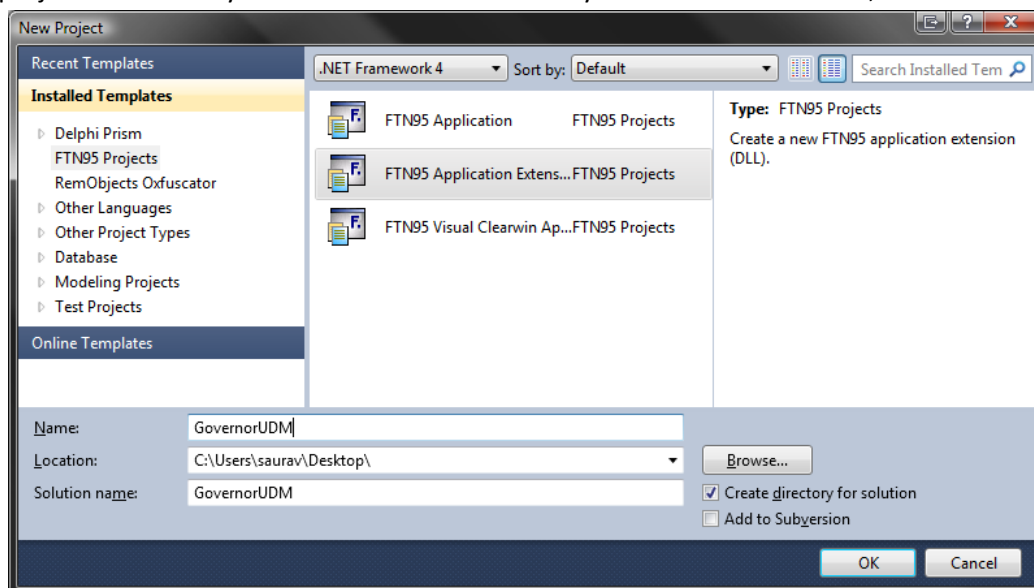 New Project
Recent Templates
.NET Framework 4
Sort by:
Default
Search Installed Tem
Installed Templates
Delphi Prism
FTN95 Projects
RemObjects Oxfuscator
Other Languages
Other Project Types
Database
Modeling Projects
Test Projects
Online Templates
FTN95 Application FTN95 Projects
FTN95 Application Extens...FTN95 Projects
FTN95 Visual Clearwin Ap...FTN95 Projects
Type: FTN95 Projects
Create a new FTN95 application extension
(DLL).
Name: GovernorUDM
Location: C:\Users\saurav\Desktop\
Browse...
Solution name: GovernorUDM
Create directory for solution
Add to Subversion
OK
Cancel